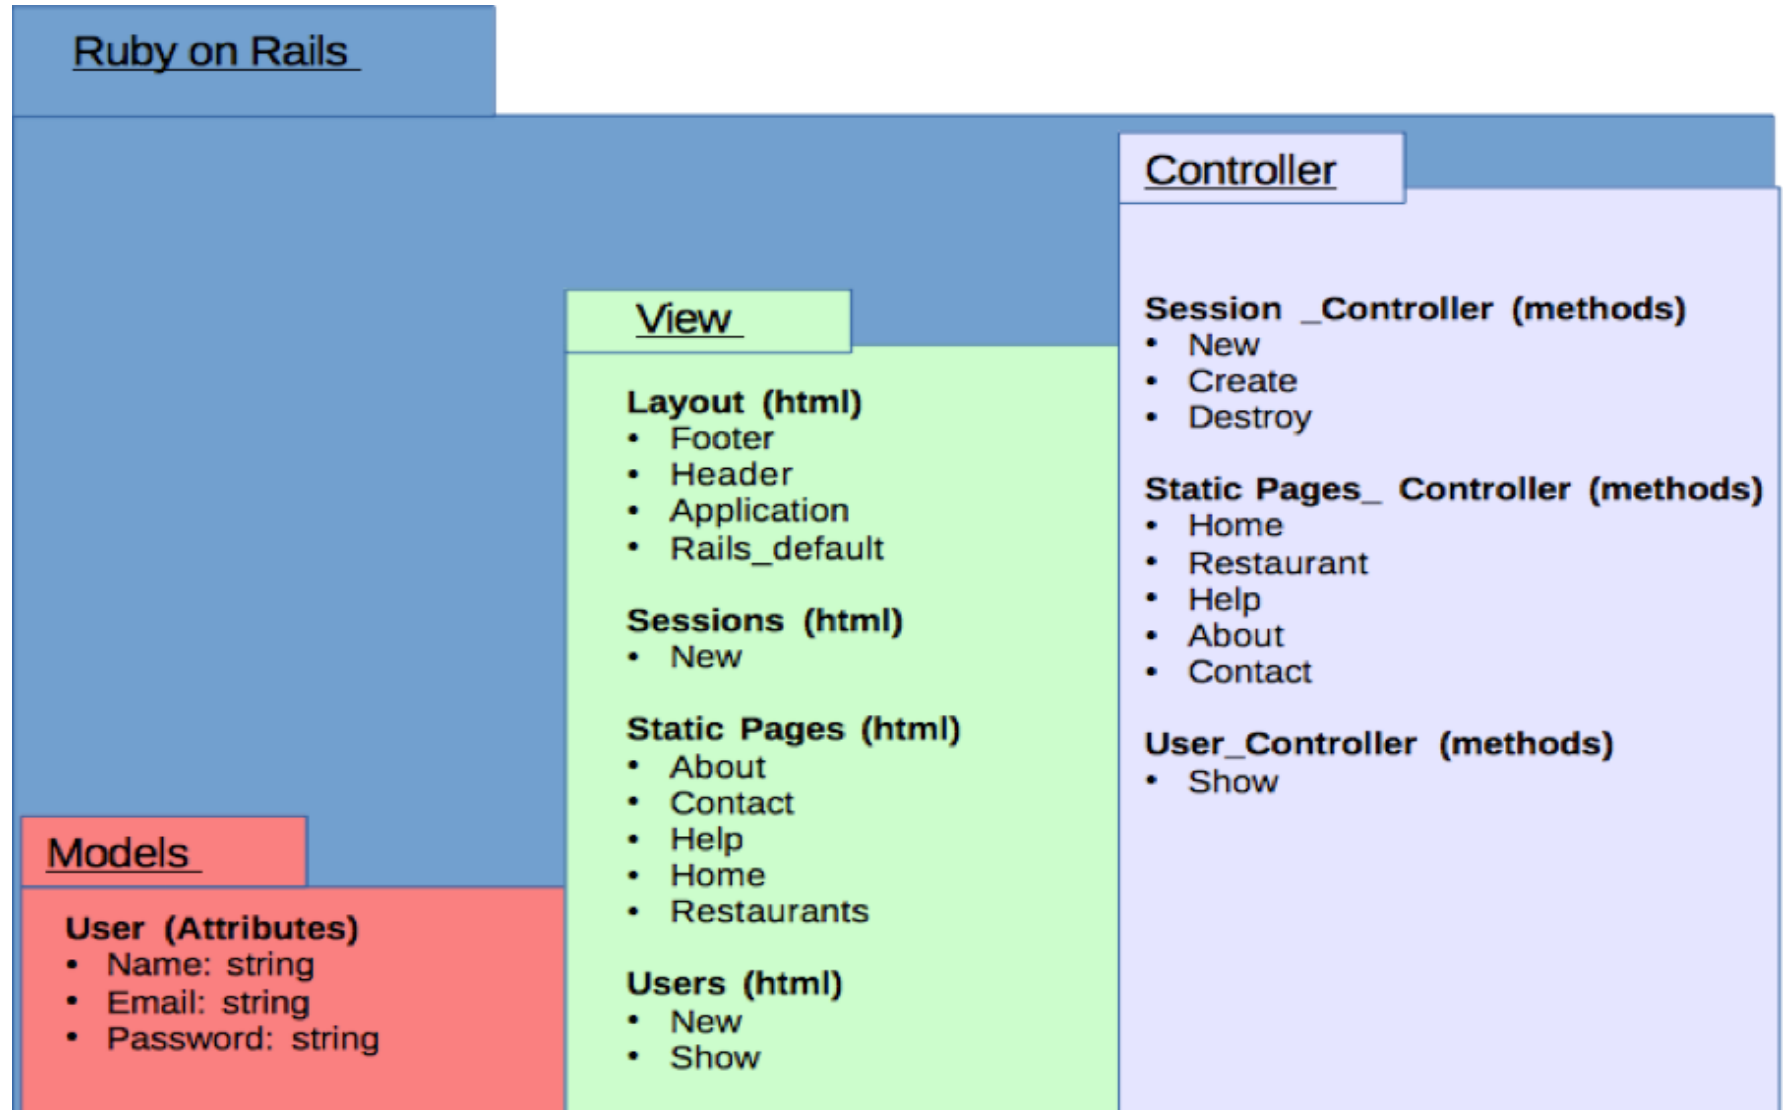 Ruby on Rails
Controller
Session _Controller (methods)
• New
• Create
• Destroy
Static Pages_ Controller (methods)
• Home
• Restaurant
• Help
• About
• Contact
User_Controller (methods)
• Show
View
Layout (html)
• Footer
• Header
• Application
• Rails_default
Sessions (html)
• New
Static Pages (html)
• About
• Contact
• Help
• Home
• Restaurants
Users (html)
• New
• Show
Models
User (Attributes)
• Name: string
• Email: string
• Password: string